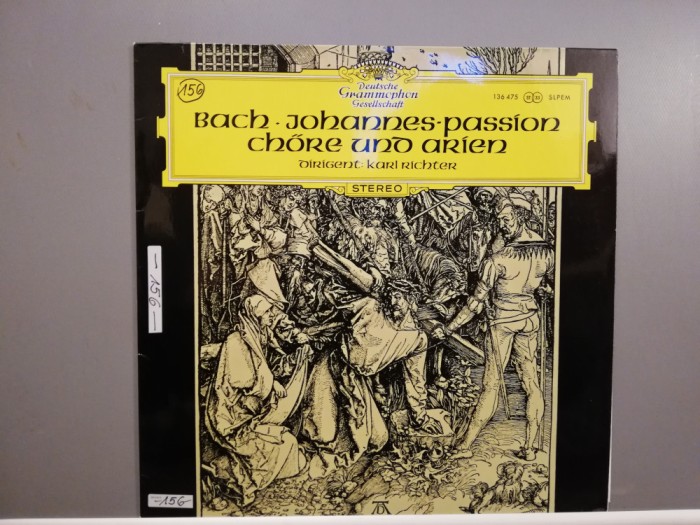 156
Deutsche
Grammophon
Gesellschaft
136 475 SLPEM
Bach · Johannes-Passion
Chöre und Arien
Dirigent: Karl Richter
STEREO
— 156 —
-156
AD